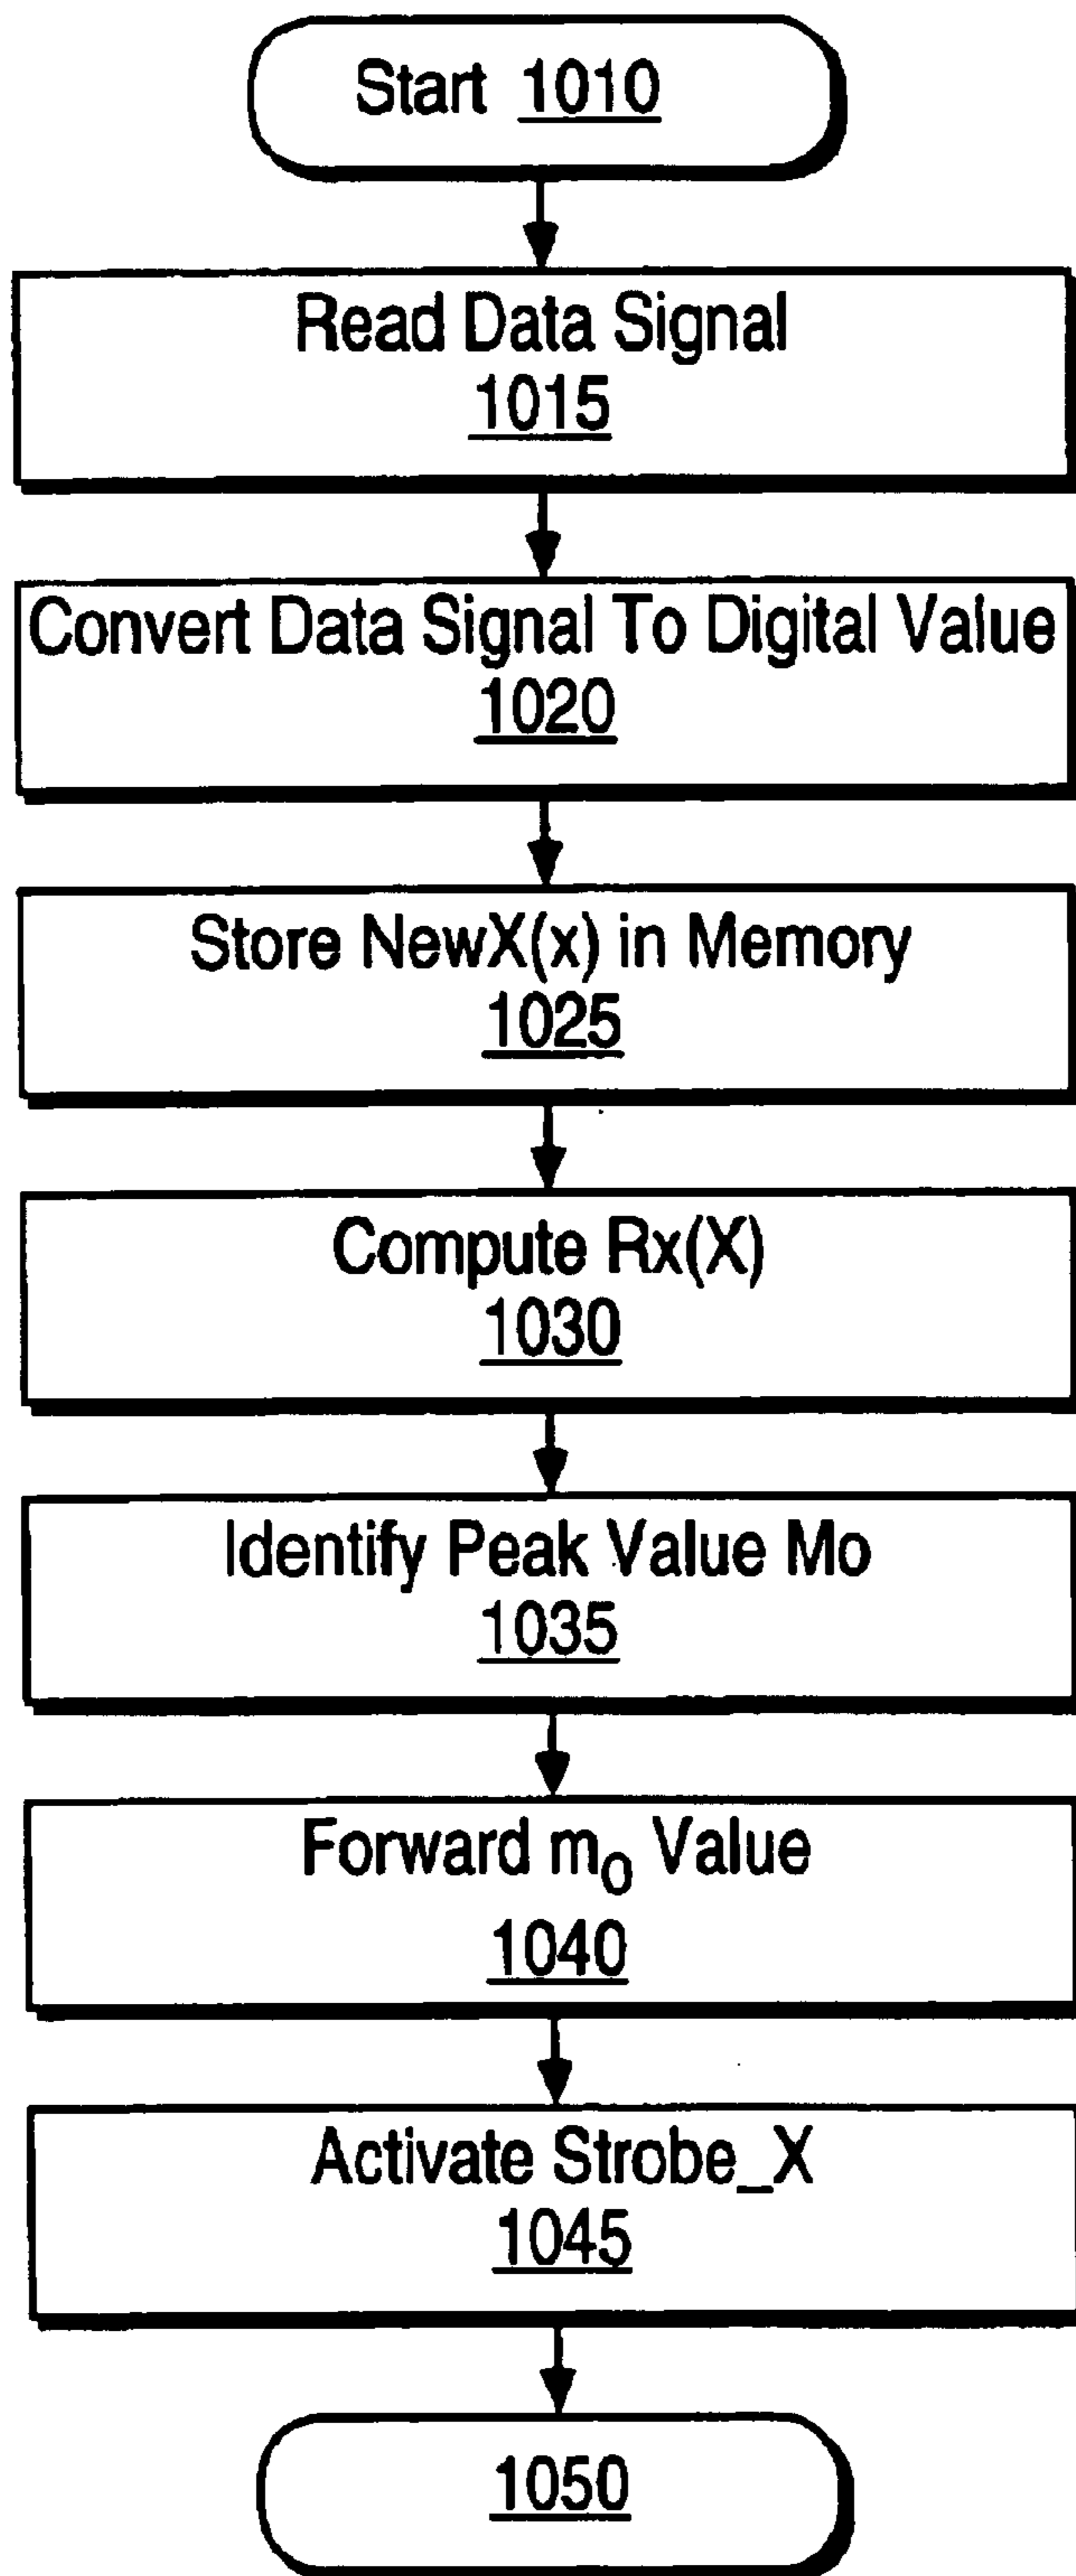 Start 1010
Read Data Signal
1015
Convert Data Signal To Digital Value
1020
Store NewX(x) in Memory
1025
Compute Rx(X)
1030
Identify Peak Value Mo
1035
Forward m₀ Value
1040
Activate Strobe_X
1045
1050